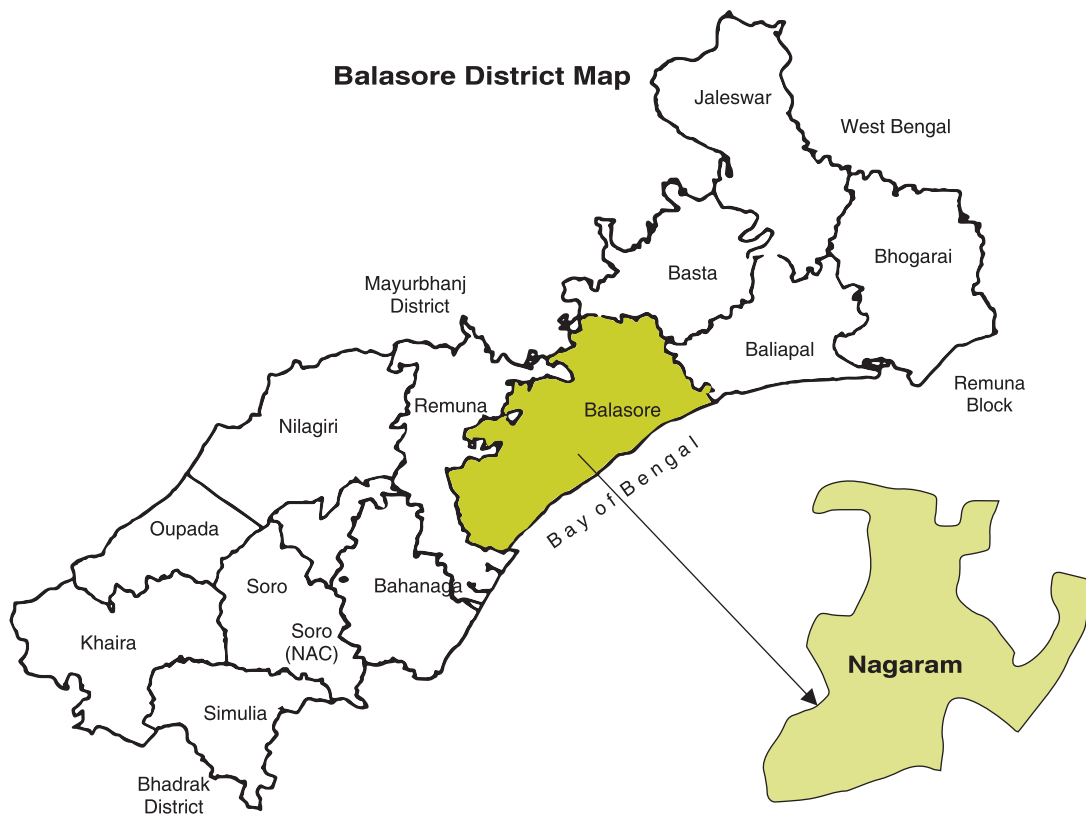 Balasore District Map
Jaleswar
West Bengal
Bhogarai
Basta
Mayurbhanj
District
Baliapal
Remuna
Block
Remuna
Balasore
Nilagiri
Bay of Bengal
Oupada
Soro
Bahanaga
Khaira
Soro
(NAC)
Nagaram
Simulia
Bhadrak
District